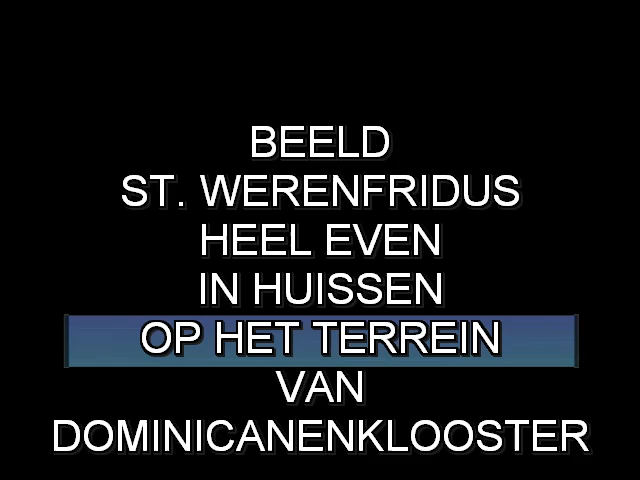 BEELD
ST. WERENFRIDUS
HEEL EVEN
IN HUISSEN
OP HET TERREIN
VAN
DOMINICANENKLOOSTER